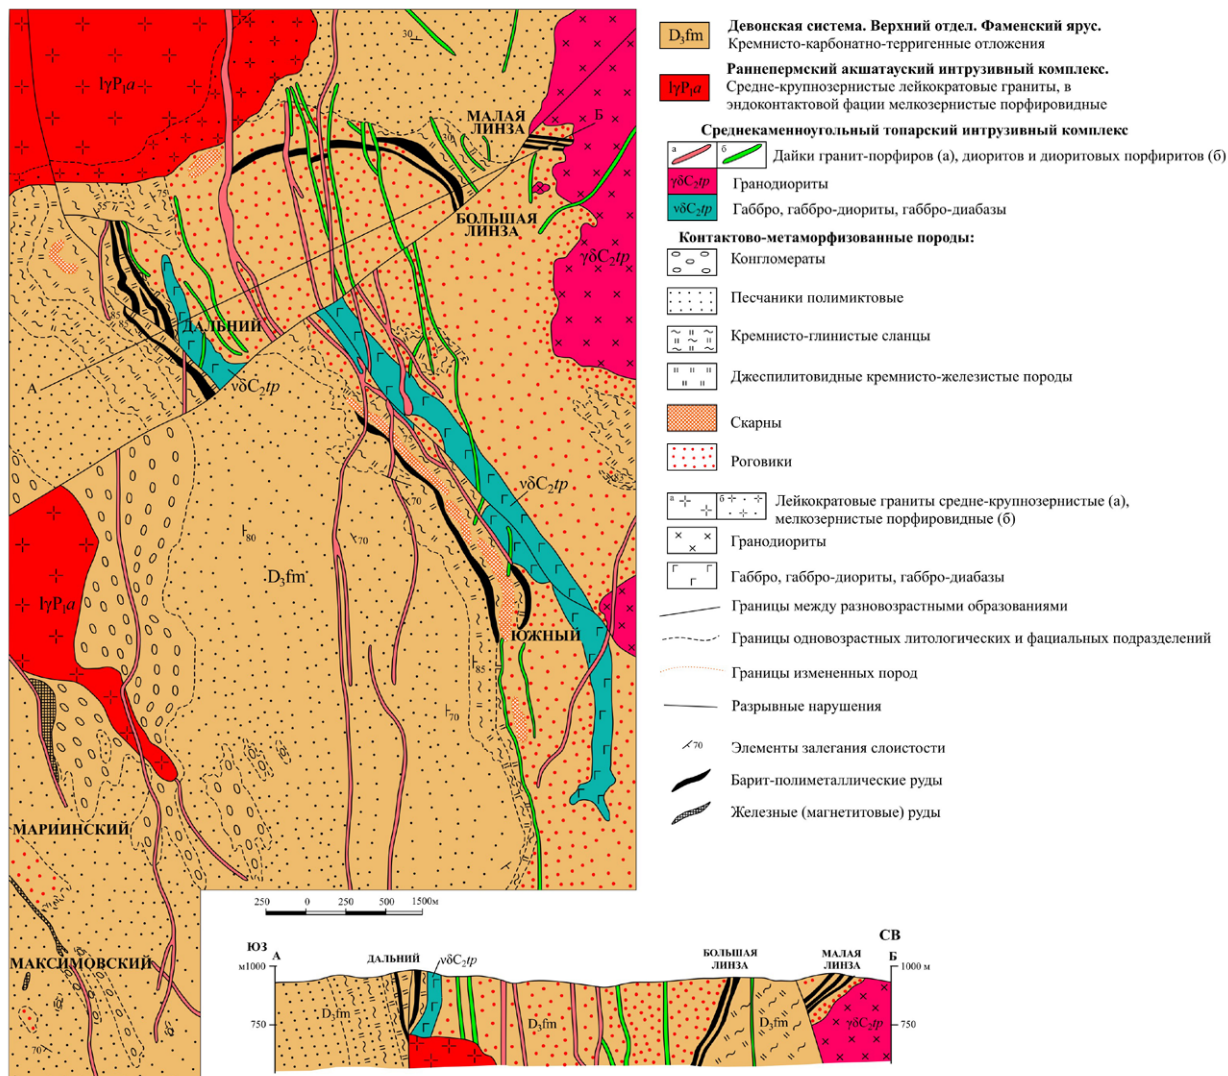 30
lγP₁a
МАЛАЯ
ЛИНЗА
Б
30
75
55
БОЛЬШАЯ
ЛИНЗА
γδC₂tp
85
85
ДАЛЬНИЙ
А
νδC₂tp
75
νδC₂tp
70
80
70
D₃fm
lγP₁a
ЮЖНЫЙ
85
70
МАРИИНСКИЙ
МАКСИМОВСКИЙ
70
D₃fm
Девонская система. Верхний отдел. Фаменский ярус.
Кремнисто-карбонатно-терригенные отложения
lγP₁a
Раннепермский акшатауский интрузивный комплекс.
Средне-крупнозернистые лейкократовые граниты, в
эндоконтактовой фации мелкозернистые порфировидные
Среднекаменноугольный топарский интрузивный комплекс
а
б
Дайки гранит-порфиров (а), диоритов и диоритовых порфиритов (б)
γδC₂tp
Гранодиориты
νδC₂tp
Габбро, габбро-диориты, габбро-диабазы
Контактово-метаморфизованные породы:
Конгломераты
Песчаники полимиктовые
Кремнисто-глинистые сланцы
Джеспилитовидные кремнисто-железистые породы
Скарны
Роговики
а
б
Лейкократовые граниты средне-крупнозернистые (а),
мелкозернистые порфировидные (б)
Гранодиориты
Габбро, габбро-диориты, габбро-диабазы
Границы между разновозрастными образованиями
Границы одновозрастных литологических и фациальных подразделений
Границы измененных пород
Разрывные нарушения
70
Элементы залегания слоистости
Барит-полиметаллические руды
Железные (магнетитовые) руды
250 0 250 500 1500м
ЮЗ
А
м1000
750
ДАЛЬНИЙ
νδC₂tp
БОЛЬШАЯ
ЛИНЗА
МАЛАЯ
ЛИНЗА
СВ
Б
1000 м
750
D₃fm
D₃fm
D₃fm
γδC₂tp